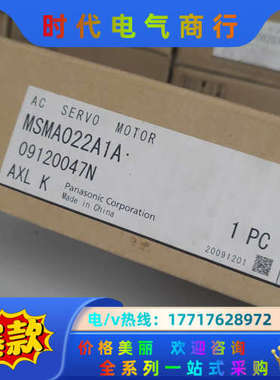 时代电气商行
AC SERVO MOTOR
MSMA022A1A
09120047N
AXL K
Panasonic Corporation
Made in China
1 PC
20091201
爆款
电/v热线：17717628972
价格美丽 欢迎咨询
全系列一站式采购